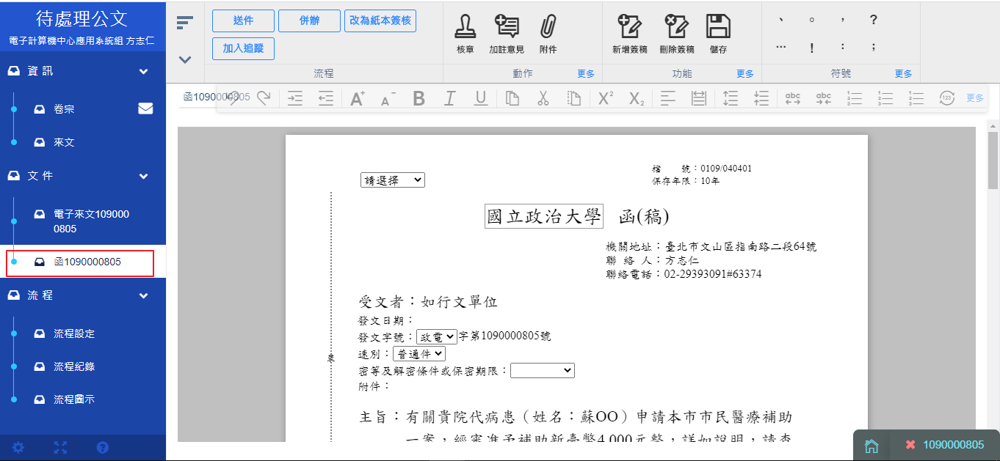 待處理公文
電子計算機中心應用系統組 方志仁
資訊
卷宗
來文
文件
電子來文109000
0805
函1090000805
流程
流程設定
流程紀錄
流程圖示
送件 併辦 改為紙本簽核
加入追蹤
流程
核章 加註意見 附件
動作 更多
新增簽稿 刪除簽稿 儲存
功能 更多
、 。 , ?
… ! : ;
符號 更多
函1090000805
A+ A- B I U X² X₂ abc abc 123 更多
請選擇
檔 號：0109/040401
保存年限：10年
國立政治大學 函(稿)
機關地址：臺北市文山區指南路二段64號
聯 絡 人：方志仁
聯絡電話：02-29393091#63374
受文者：如行文單位
發文日期：
發文字號：政電字第1090000805號
速別：普通件
密等及解密條件或保密期限：
附件：
裝
主旨：有關貴院代病患（姓名：蘇OO）申請本市市民醫療補助
一案，經審准予補助新臺幣4,000元整，詳如說明，請查
1090000805